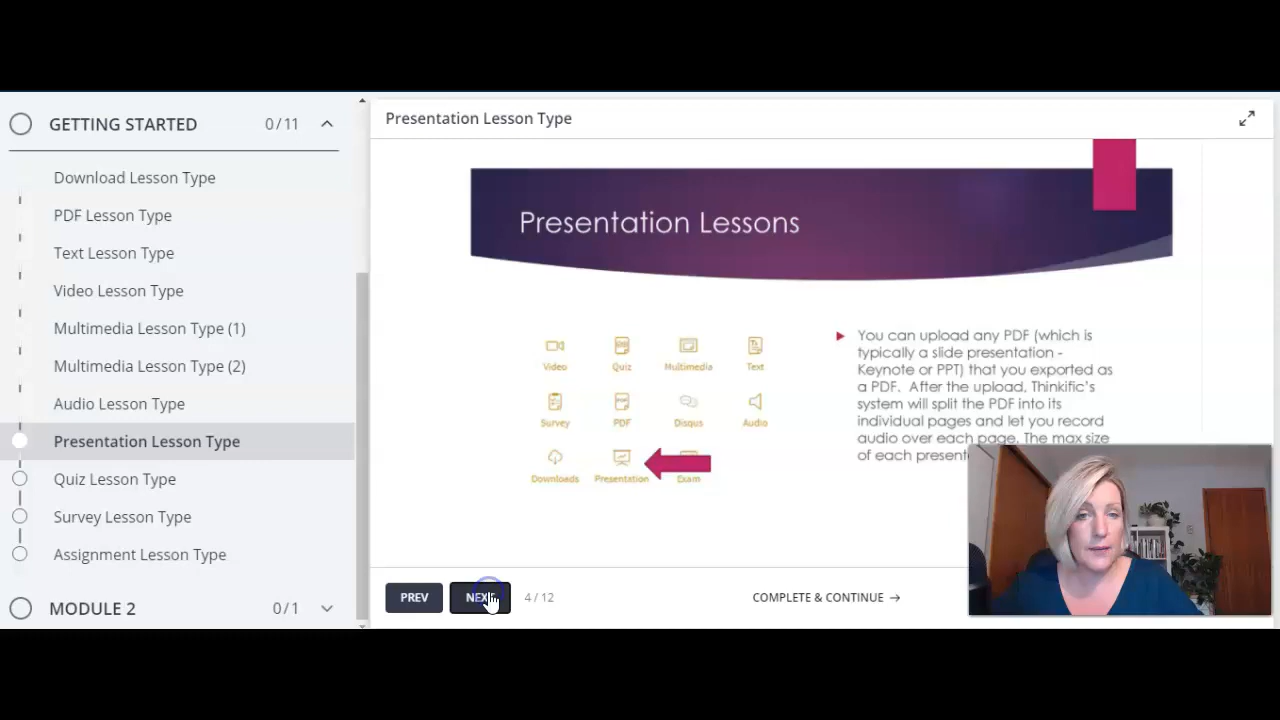 GETTING STARTED 0/11
Download Lesson Type
PDF Lesson Type
Text Lesson Type
Video Lesson Type
Multimedia Lesson Type (1)
Multimedia Lesson Type (2)
Audio Lesson Type
Presentation Lesson Type
Quiz Lesson Type
Survey Lesson Type
Assignment Lesson Type
MODULE 2 0/1
Presentation Lesson Type
Presentation Lessons
Video Quiz Multimedia Text
Survey PDF Disqus Audio
Downloads Presentation Exam
You can upload any PDF (which is
typically a slide presentation -
Keynote or PPT) that you exported as
a PDF. After the upload, Thinkific's
system will split the PDF into its
individual pages and let you record
audio over each page. The max size
of each
PREV NEXT 4 / 12 COMPLETE & CONTINUE →